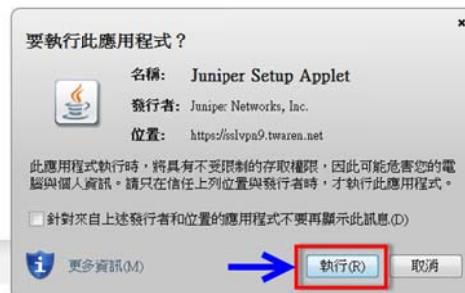 要執行此應用程式？
名稱： Juniper Setup Applet
發行者： Juniper Networks, Inc.
位置： https://sslvpn9.twaren.net
此應用程式執行時，將具有不受限制的存取權限，因此可能危害您的電
腦與個人資訊。請只在信任上列位置與發行者時，才執行此應用程式。
針對來自上述發行者和位置的應用程式不要再顯示此訊息(D)
更多資訊(M) 執行(R) 取消